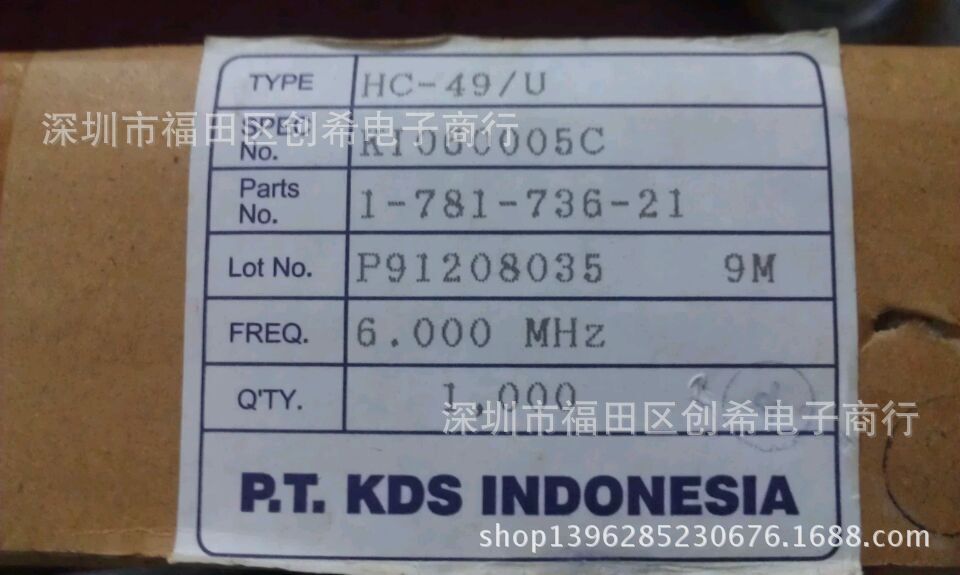 TYPE HC-49/U
深圳市福田区创希电子商行
SPEC No.
Parts No. 1-781-736-21
Lot No. P91208035 9M
FREQ. 6.000 MHz
Q'TY. 1,000
深圳市福田区创希电子商行
P.T. KDS INDONESIA
shop1396285230676.1688.com